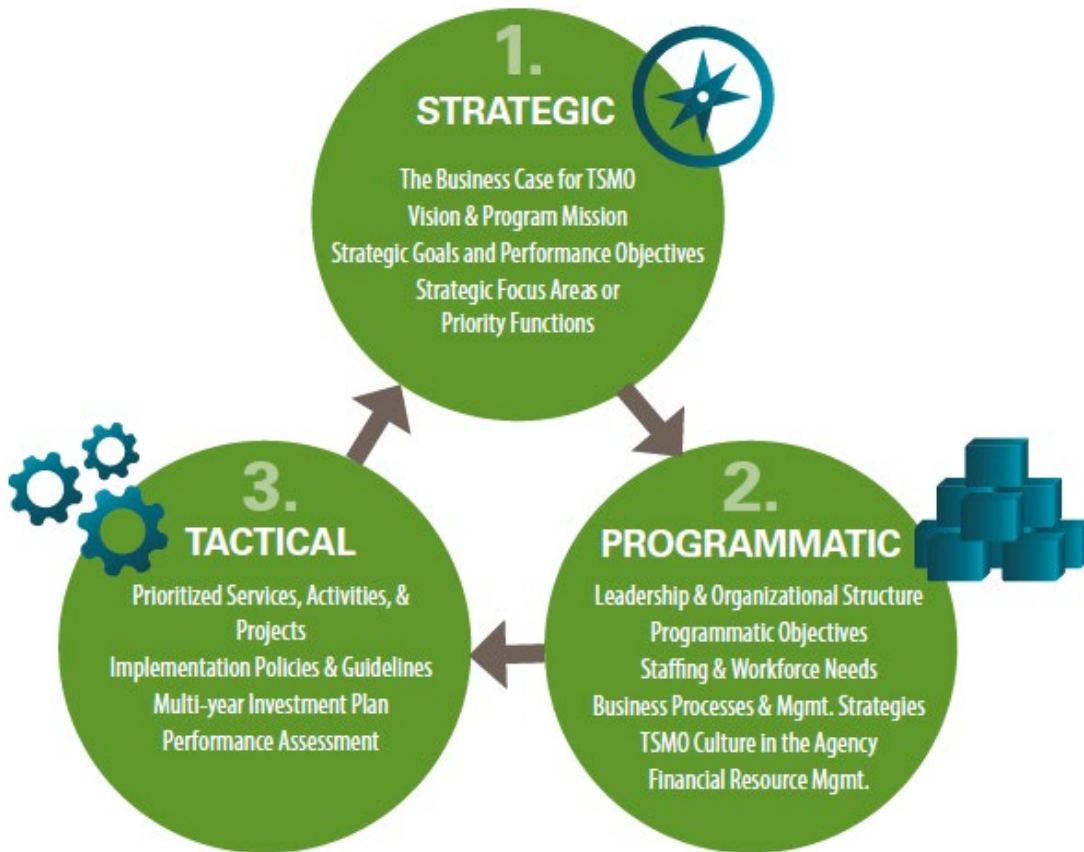 1.
STRATEGIC
The Business Case for TSMO
Vision & Program Mission
Strategic Goals and Performance Objectives
Strategic Focus Areas or
Priority Functions
2.
PROGRAMMATIC
Leadership & Organizational Structure
Programmatic Objectives
Staffing & Workforce Needs
Business Processes & Mgmt. Strategies
TSMO Culture in the Agency
Financial Resource Mgmt.
3.
TACTICAL
Prioritized Services, Activities, &
Projects
Implementation Policies & Guidelines
Multi-year Investment Plan
Performance Assessment